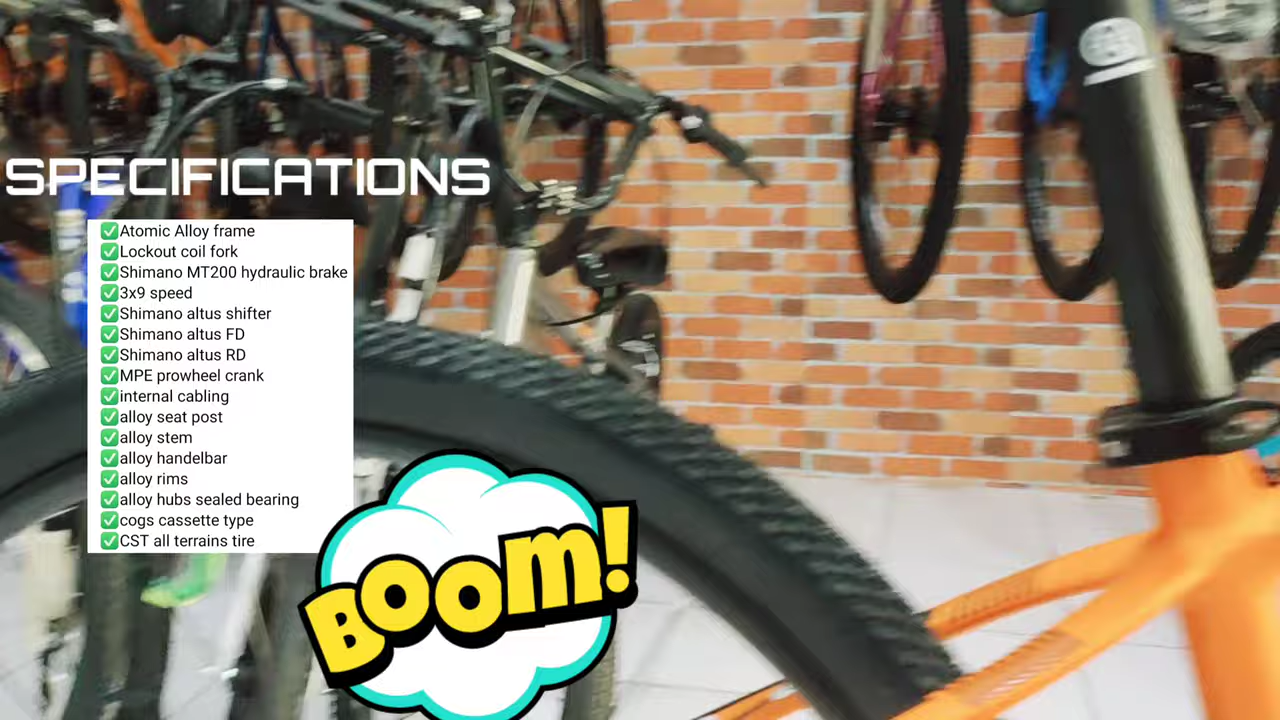 SPECIFICATIONS
✅Atomic Alloy frame
✅Lockout coil fork
✅Shimano MT200 hydraulic brake
✅3x9 speed
✅Shimano altus shifter
✅Shimano altus FD
✅Shimano altus RD
✅MPE prowheel crank
✅internal cabling
✅alloy seat post
✅alloy stem
✅alloy handelbar
✅alloy rims
✅alloy hubs sealed bearing
✅cogs cassette type
✅CST all terrains tire
BOOM!